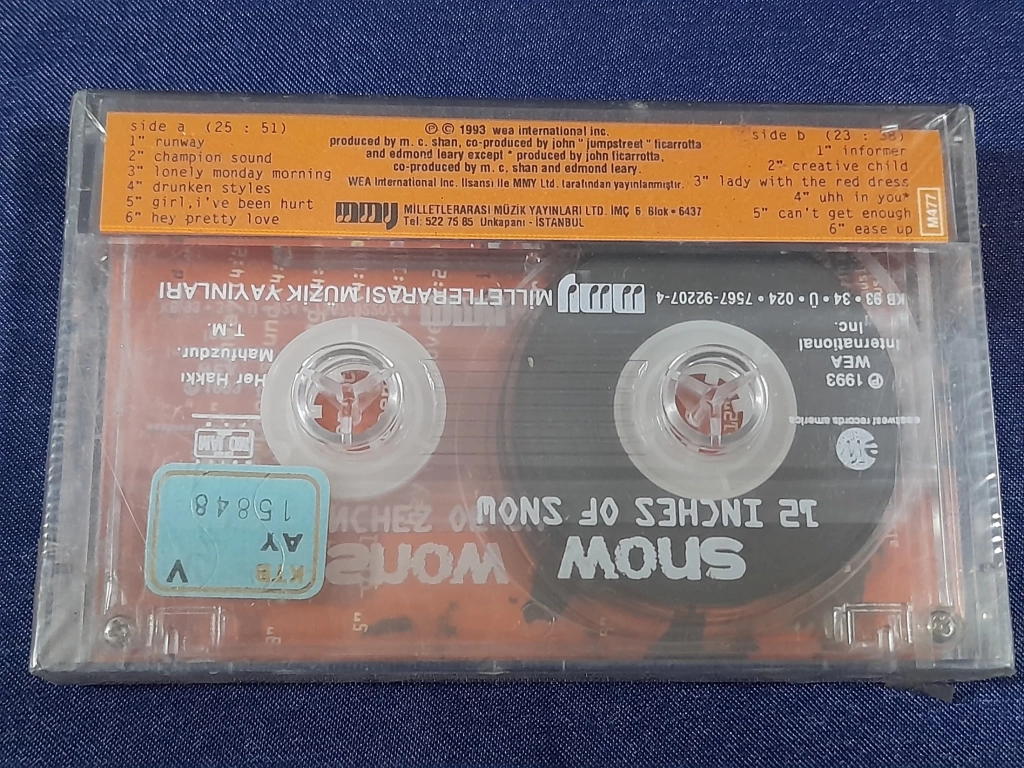 side a (25 : 51)
1" runway
2" champion sound
3" lonely monday morning
4" drunken styles
5" girl,i've been hurt
6" hey pretty love
℗ © 1993 wea international inc.
produced by m. c. shan, co-produced by john "jumpstreet" ficarrotta
and edmond leary except * produced by john ficarrotta,
co-produced by m. c. shan and edmond leary.
WEA International Inc. lisansı ile MMY Ltd. tarafından yayınlanmıştır.
mmy MİLLETLERARASI MÜZİK YAYINLARI LTD. İMÇ 6 Blok • 6437
Tel: 522 75 85 Unkapanı - İSTANBUL
side b (23 : 38)
1" informer
2" creative child
3" lady with the red dress
4" uhh in you*
5" can't get enough
6" ease up
M477
snow
12 INCHES OF SNOW
eastwest records america
℗ 1993
WEA
International
Inc.
Her Hakkı
Mahfuzdur.
T.M.
KB 93 • 34 • Ü • 024 • 7567-92207-4
mmy MİLLETLERARASI MÜZİK YAYINLARI
KTB
AY
V
15848